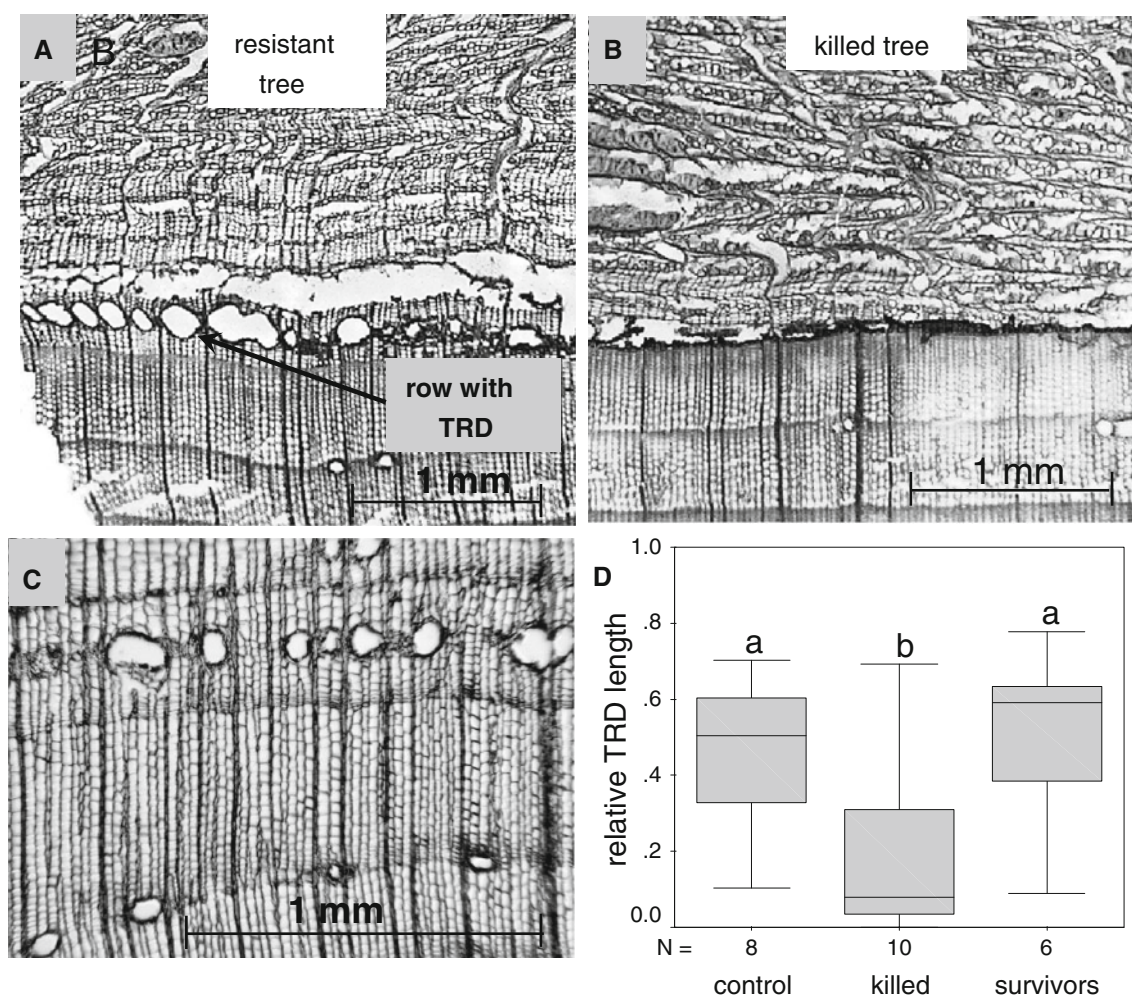 A
B
resistant
tree
row with
TRD
1 mm
B
killed tree
1 mm
C
1 mm
D
relative TRD length
1.0
.8
.6
.4
.2
0.0
a
b
a
N =
8
10
6
control
killed
survivors